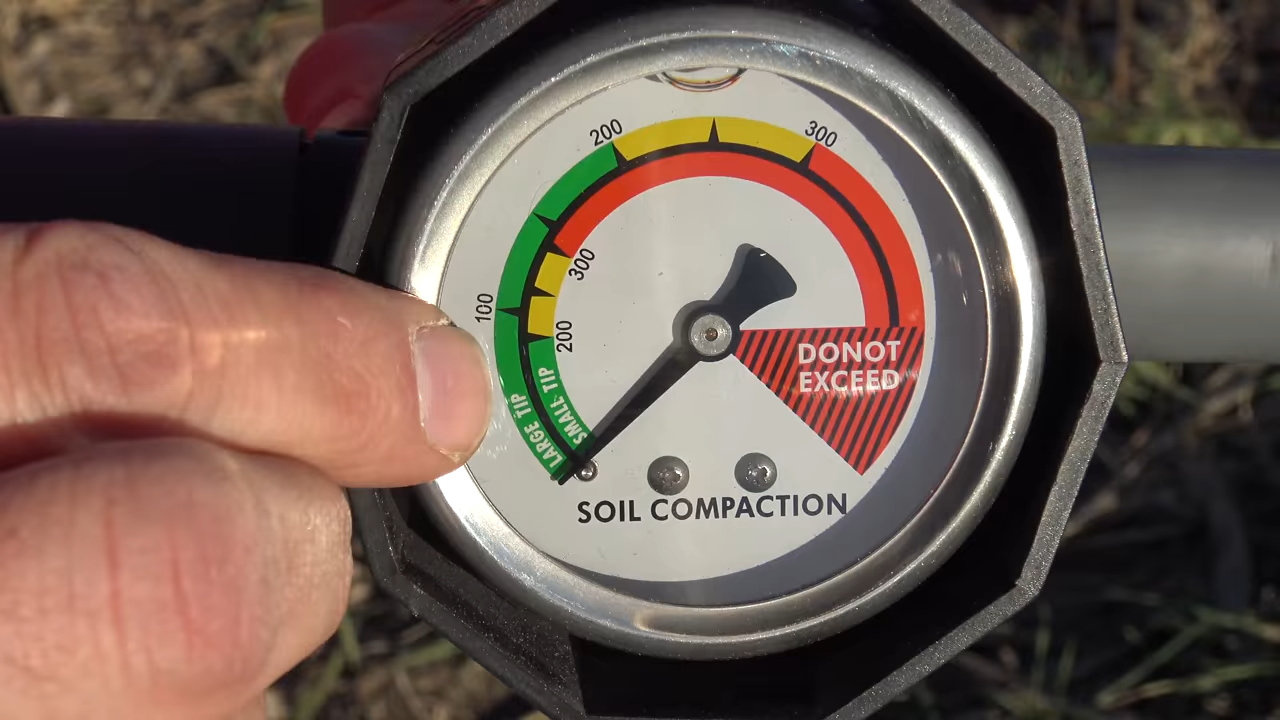 200
300
100
300
200
LARGE TIP
SMALL TIP
DONOT
EXCEED
SOIL COMPACTION